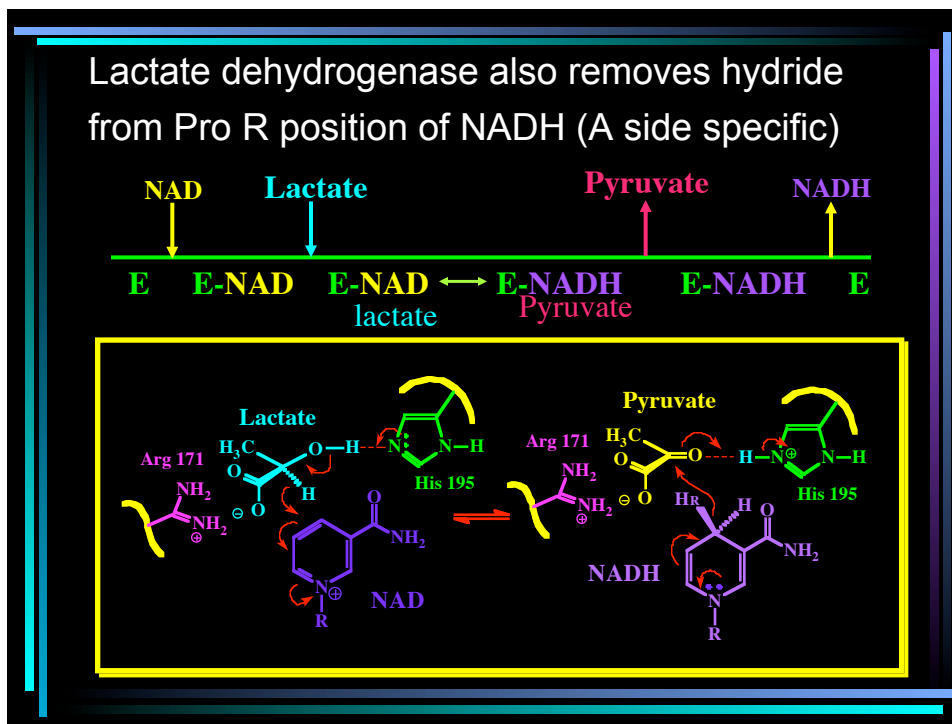 Lactate dehydrogenase also removes hydride
from Pro R position of NADH (A side specific)
NAD Lactate Pyruvate NADH
E E-NAD E-NAD E-NADH E-NADH E
lactate Pyruvate
Lactate
H₃C O H N N H
Arg 171
O H
NH₂
NH₂ ⊕ ⊖ O
His 195
O
NH₂
N ⊕
R
NAD
Pyruvate
H₃C O H N ⊕ N H
Arg 171
O
NH₂
NH₂ ⊕ ⊖ O
His 195
HR H O
NH₂
NADH
N
R